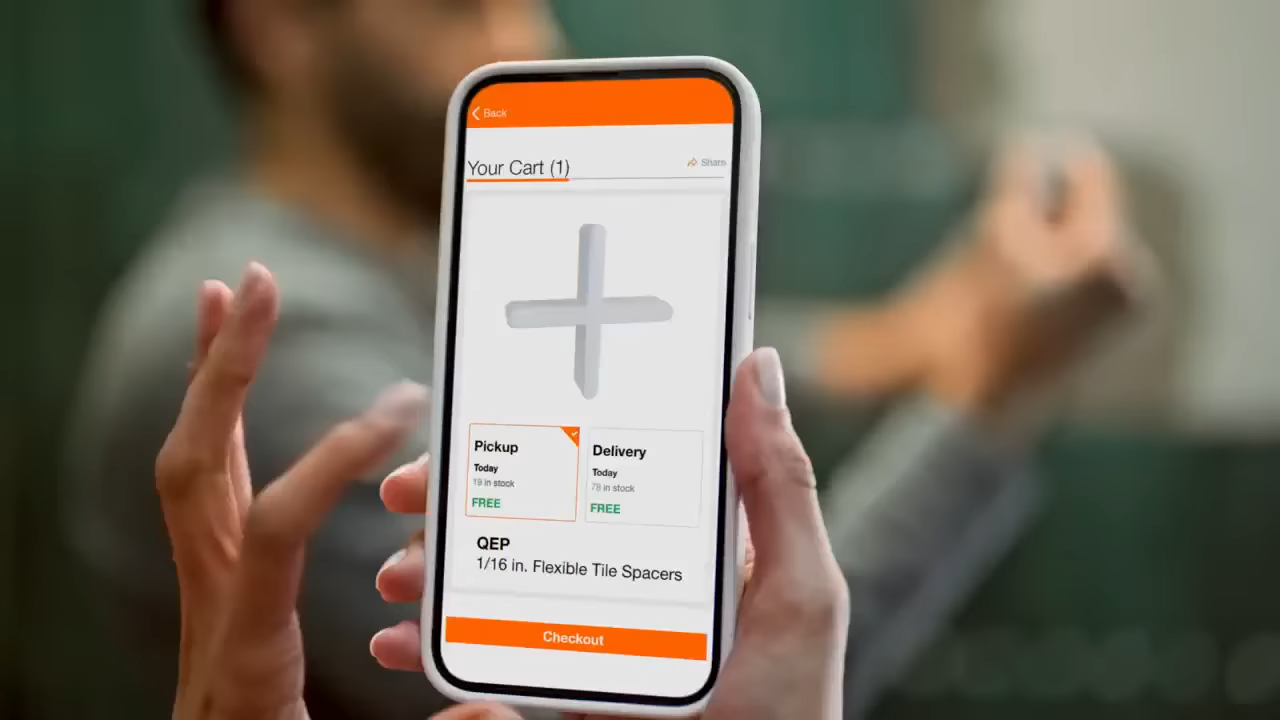 Back
Your Cart (1)
Share
Pickup
Today
19 in stock
FREE
Delivery
Today
78 in stock
FREE
QEP
1/16 in. Flexible Tile Spacers
Checkout